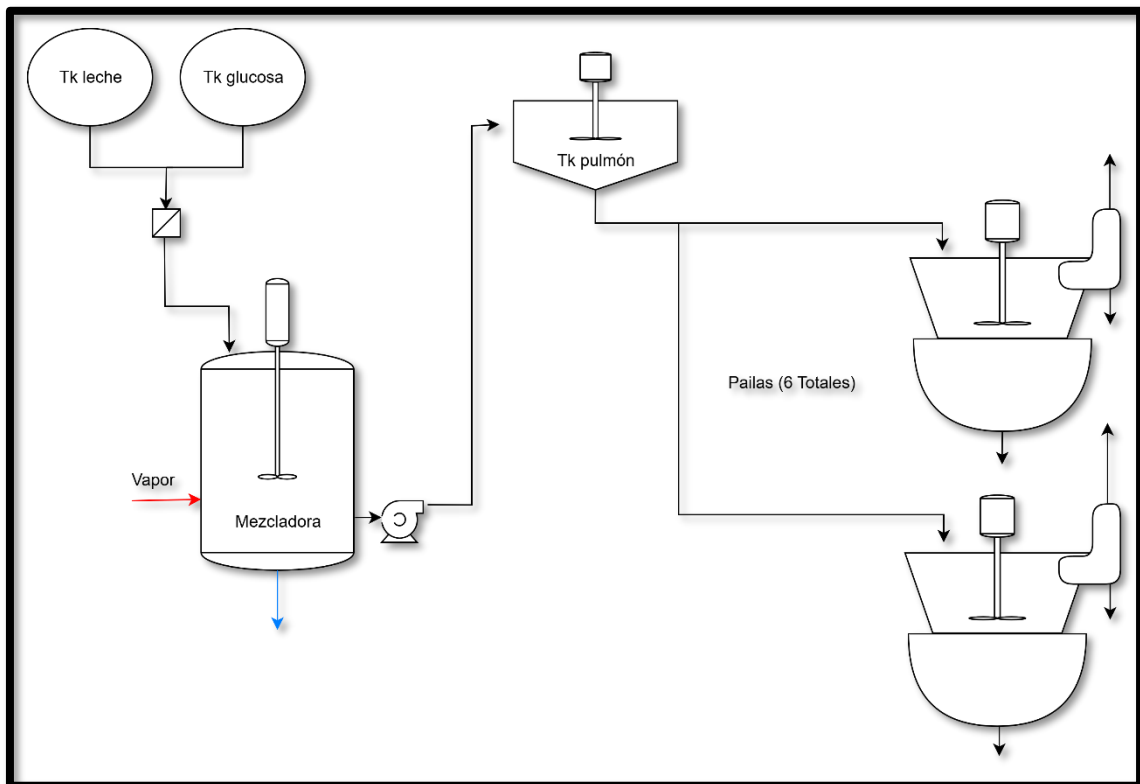 Tk leche
Tk glucosa
Tk pulmón
Pailas (6 Totales)
Vapor
Mezcladora